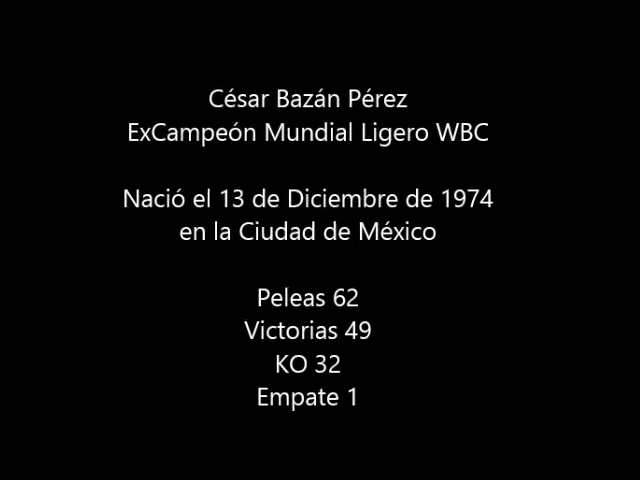 César Bazán Pérez
ExCampeón Mundial Ligero WBC
Nació el 13 de Diciembre de 1974
en la Ciudad de México
Peleas 62
Victorias 49
KO 32
Empate 1